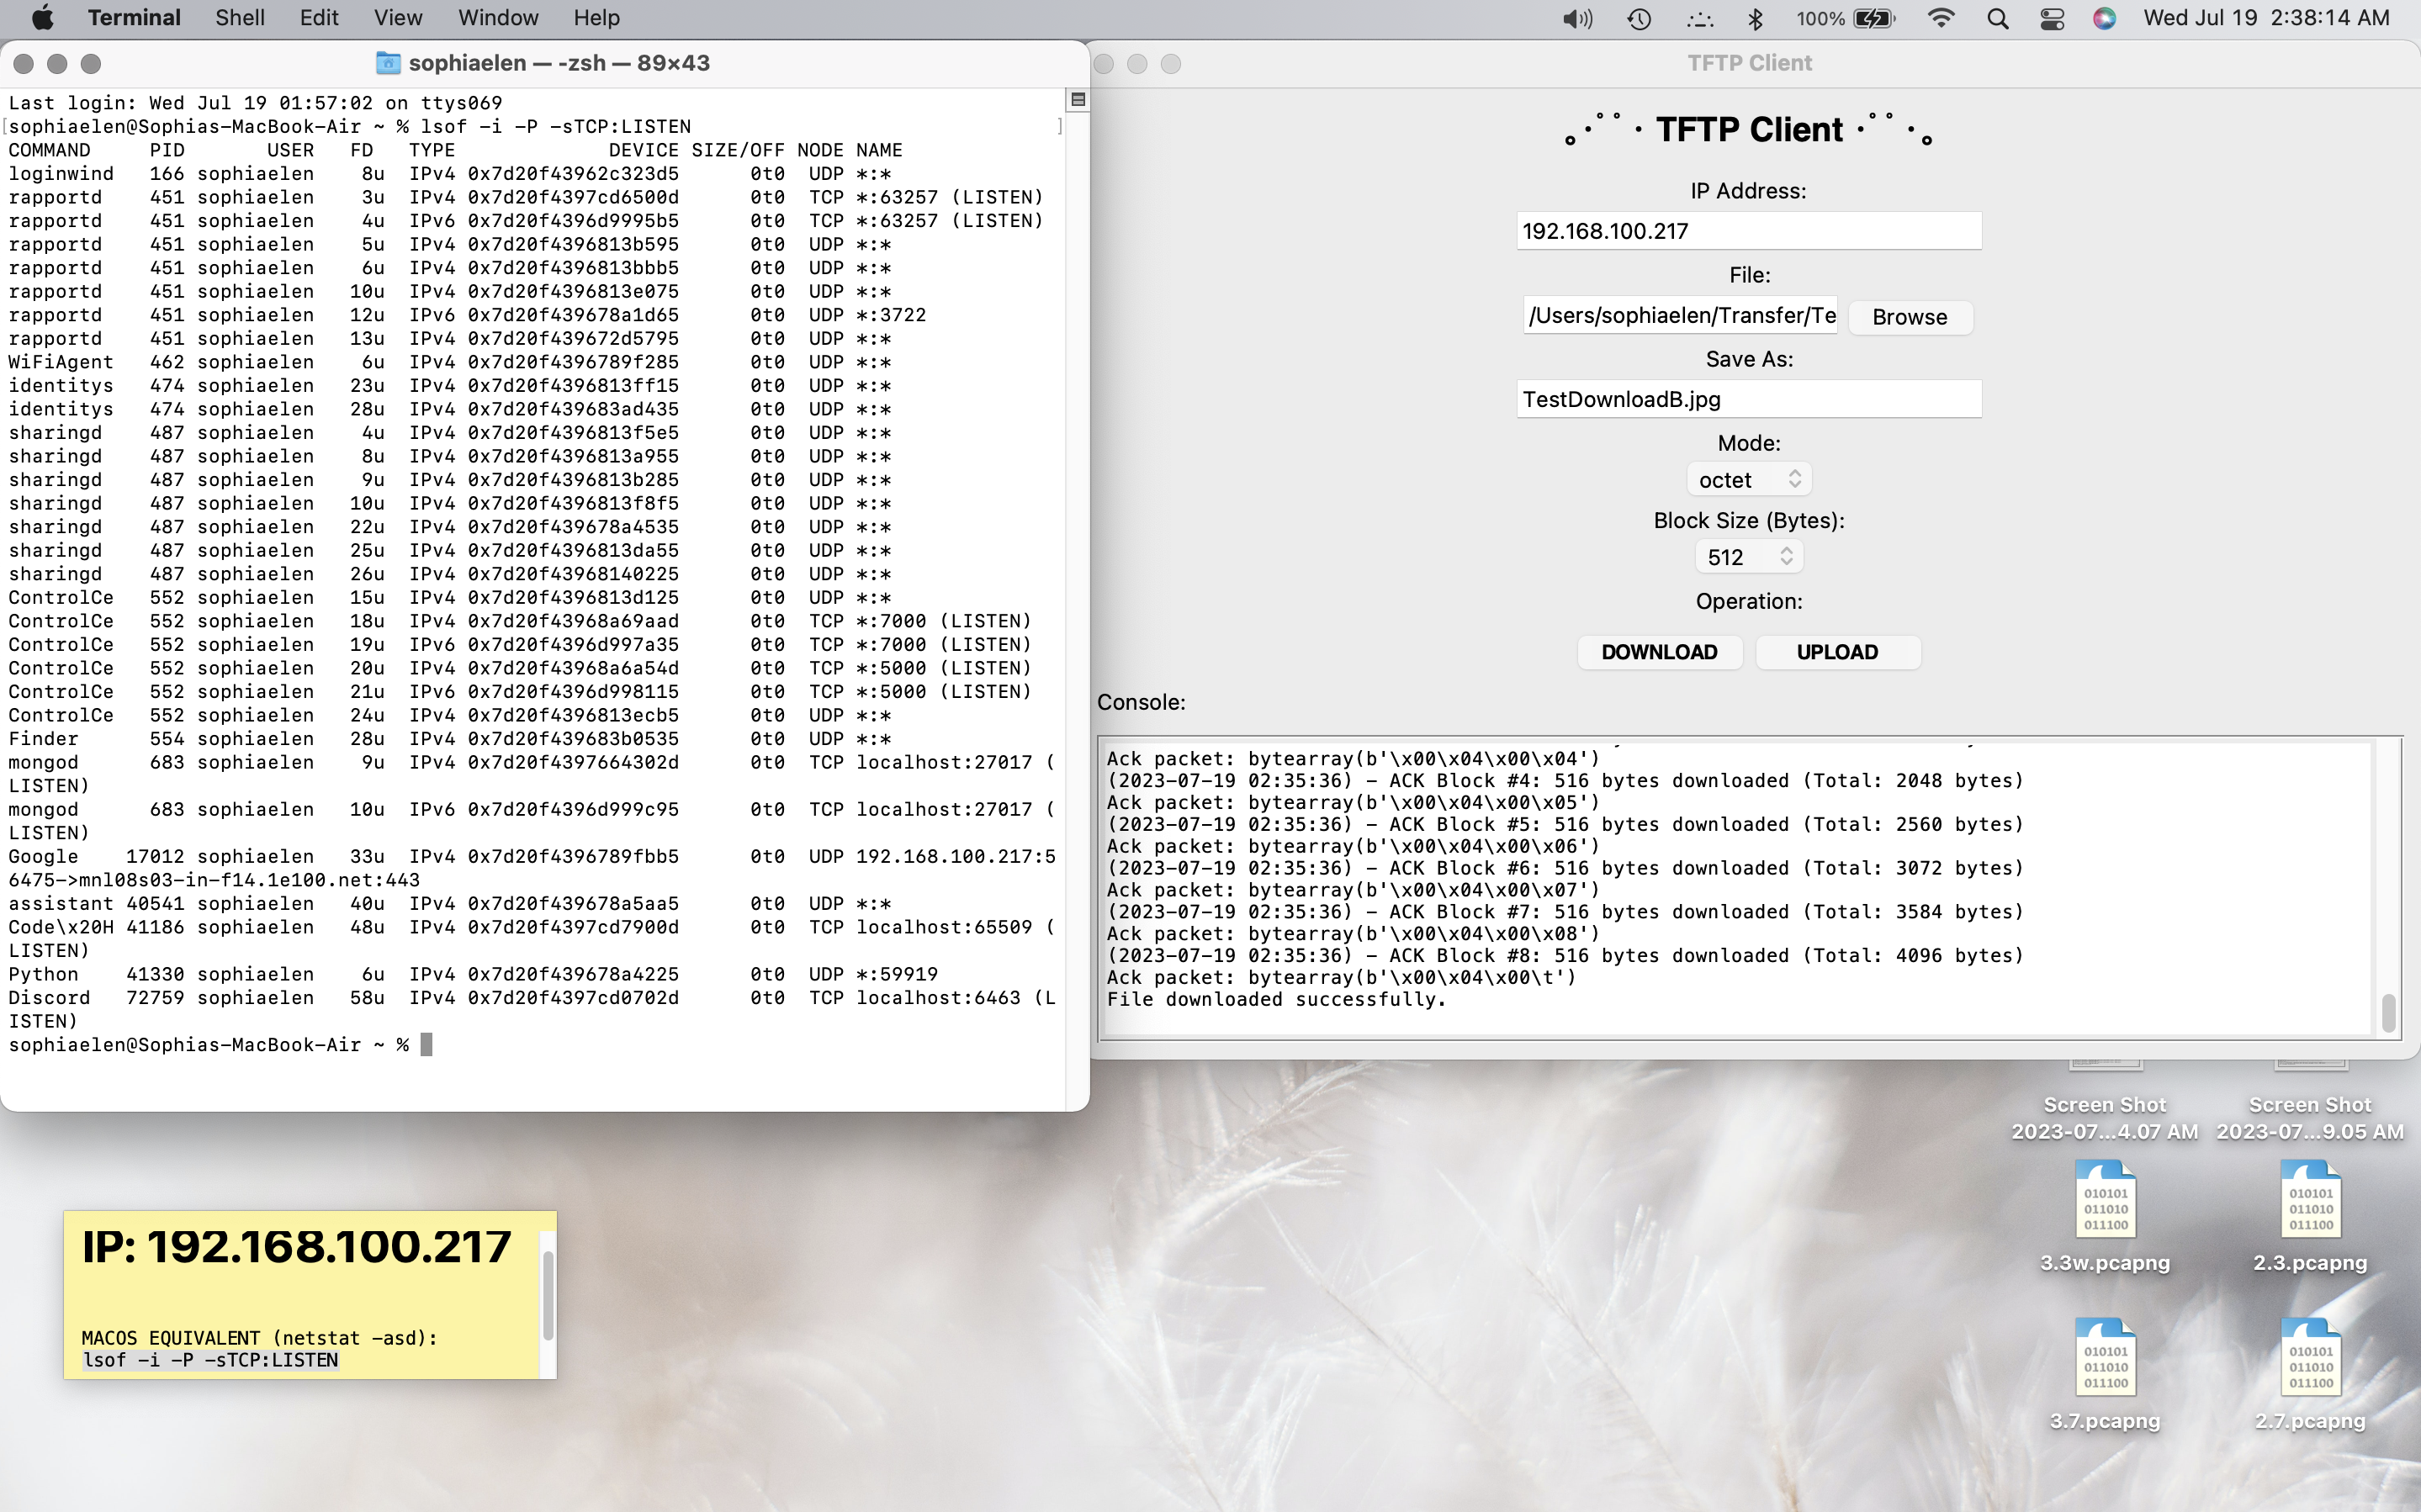 Terminal Shell Edit View Window Help 100% Wed Jul 19 2:38:14 AM
sophiaelen — -zsh — 89×43
Last login: Wed Jul 19 01:57:02 on ttys069
[sophiaelen@Sophias-MacBook-Air ~ % lsof -i -P -sTCP:LISTEN ]
COMMAND PID USER FD TYPE DEVICE SIZE/OFF NODE NAME
loginwind 166 sophiaelen 8u IPv4 0x7d20f43962c323d5 0t0 UDP *:*
rapportd 451 sophiaelen 3u IPv4 0x7d20f4397cd6500d 0t0 TCP *:63257 (LISTEN)
rapportd 451 sophiaelen 4u IPv6 0x7d20f4396d9995b5 0t0 TCP *:63257 (LISTEN)
rapportd 451 sophiaelen 5u IPv4 0x7d20f4396813b595 0t0 UDP *:*
rapportd 451 sophiaelen 6u IPv4 0x7d20f4396813bbb5 0t0 UDP *:*
rapportd 451 sophiaelen 10u IPv4 0x7d20f4396813e075 0t0 UDP *:*
rapportd 451 sophiaelen 12u IPv6 0x7d20f439678a1d65 0t0 UDP *:3722
rapportd 451 sophiaelen 13u IPv4 0x7d20f439672d5795 0t0 UDP *:*
WiFiAgent 462 sophiaelen 6u IPv4 0x7d20f4396789f285 0t0 UDP *:*
identitys 474 sophiaelen 23u IPv4 0x7d20f4396813ff15 0t0 UDP *:*
identitys 474 sophiaelen 28u IPv4 0x7d20f439683ad435 0t0 UDP *:*
sharingd 487 sophiaelen 4u IPv4 0x7d20f4396813f5e5 0t0 UDP *:*
sharingd 487 sophiaelen 8u IPv4 0x7d20f4396813a955 0t0 UDP *:*
sharingd 487 sophiaelen 9u IPv4 0x7d20f4396813b285 0t0 UDP *:*
sharingd 487 sophiaelen 10u IPv4 0x7d20f4396813f8f5 0t0 UDP *:*
sharingd 487 sophiaelen 22u IPv4 0x7d20f439678a4535 0t0 UDP *:*
sharingd 487 sophiaelen 25u IPv4 0x7d20f4396813da55 0t0 UDP *:*
sharingd 487 sophiaelen 26u IPv4 0x7d20f43968140225 0t0 UDP *:*
ControlCe 552 sophiaelen 15u IPv4 0x7d20f4396813d125 0t0 UDP *:*
ControlCe 552 sophiaelen 18u IPv4 0x7d20f43968a69aad 0t0 TCP *:7000 (LISTEN)
ControlCe 552 sophiaelen 19u IPv6 0x7d20f4396d997a35 0t0 TCP *:7000 (LISTEN)
ControlCe 552 sophiaelen 20u IPv4 0x7d20f43968a6a54d 0t0 TCP *:5000 (LISTEN)
ControlCe 552 sophiaelen 21u IPv6 0x7d20f4396d998115 0t0 TCP *:5000 (LISTEN)
ControlCe 552 sophiaelen 24u IPv4 0x7d20f4396813ecb5 0t0 UDP *:*
Finder 554 sophiaelen 28u IPv4 0x7d20f439683b0535 0t0 UDP *:*
mongod 683 sophiaelen 9u IPv4 0x7d20f4397664302d 0t0 TCP localhost:27017 (
LISTEN)
mongod 683 sophiaelen 10u IPv6 0x7d20f4396d999c95 0t0 TCP localhost:27017 (
LISTEN)
Google 17012 sophiaelen 33u IPv4 0x7d20f4396789fbb5 0t0 UDP 192.168.100.217:5
6475->mnl08s03-in-f14.1e100.net:443
assistant 40541 sophiaelen 40u IPv4 0x7d20f439678a5aa5 0t0 UDP *:*
Code\x20H 41186 sophiaelen 48u IPv4 0x7d20f4397cd7900d 0t0 TCP localhost:65509 (
LISTEN)
Python 41330 sophiaelen 6u IPv4 0x7d20f439678a4225 0t0 UDP *:59919
Discord 72759 sophiaelen 58u IPv4 0x7d20f4397cd0702d 0t0 TCP localhost:6463 (L
ISTEN)
sophiaelen@Sophias-MacBook-Air ~ %
TFTP Client
｡･ﾟﾟ･ TFTP Client ･ﾟﾟ･｡
IP Address:
192.168.100.217
File:
/Users/sophiaelen/Transfer/Te Browse
Save As:
TestDownloadB.jpg
Mode:
octet
Block Size (Bytes):
512
Operation:
DOWNLOAD UPLOAD
Console:
Ack packet: bytearray(b'\x00\x04\x00\x04')
(2023-07-19 02:35:36) - ACK Block #4: 516 bytes downloaded (Total: 2048 bytes)
Ack packet: bytearray(b'\x00\x04\x00\x05')
(2023-07-19 02:35:36) - ACK Block #5: 516 bytes downloaded (Total: 2560 bytes)
Ack packet: bytearray(b'\x00\x04\x00\x06')
(2023-07-19 02:35:36) - ACK Block #6: 516 bytes downloaded (Total: 3072 bytes)
Ack packet: bytearray(b'\x00\x04\x00\x07')
(2023-07-19 02:35:36) - ACK Block #7: 516 bytes downloaded (Total: 3584 bytes)
Ack packet: bytearray(b'\x00\x04\x00\x08')
(2023-07-19 02:35:36) - ACK Block #8: 516 bytes downloaded (Total: 4096 bytes)
Ack packet: bytearray(b'\x00\x04\x00\t')
File downloaded successfully.
IP: 192.168.100.217
MACOS EQUIVALENT (netstat -asd):
lsof -i -P -sTCP:LISTEN
Screen Shot
2023-07...4.07 AM
Screen Shot
2023-07...9.05 AM
010101
011010
011100
3.3w.pcapng
010101
011010
011100
2.3.pcapng
010101
011010
011100
3.7.pcapng
010101
011010
011100
2.7.pcapng